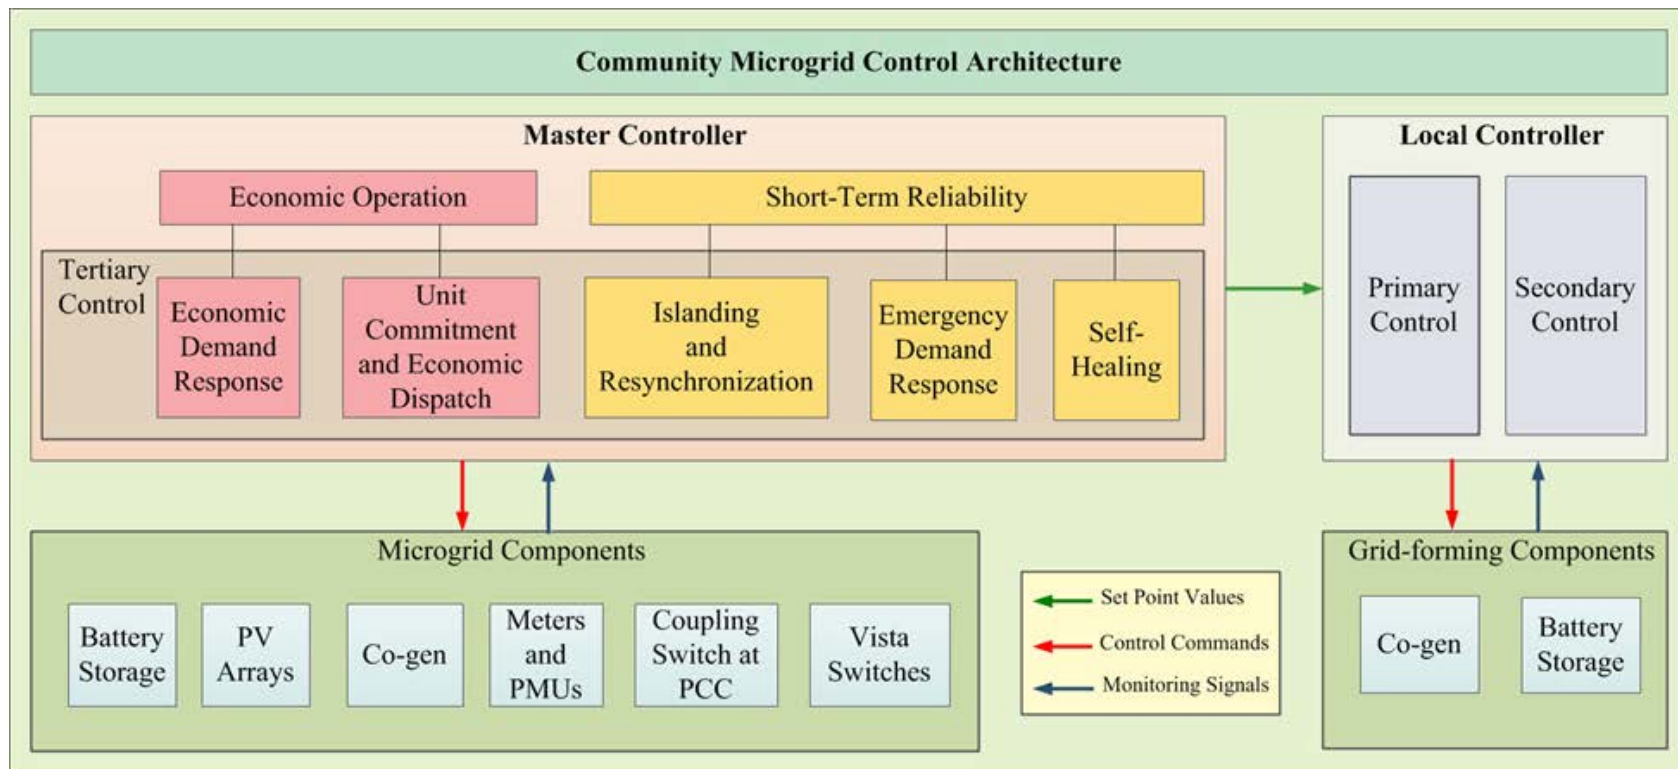 Community Microgrid Control Architecture
Master Controller
Economic Operation
Short-Term Reliability
Tertiary
Control
Economic
Demand
Response
Unit
Commitment
and Economic
Dispatch
Islanding
and
Resynchronization
Emergency
Demand
Response
Self-
Healing
Local Controller
Primary
Control
Secondary
Control
Microgrid Components
Battery
Storage
PV
Arrays
Co-gen
Meters
and
PMUs
Coupling
Switch at
PCC
Vista
Switches
Set Point Values
Control Commands
Monitoring Signals
Grid-forming Components
Co-gen
Battery
Storage